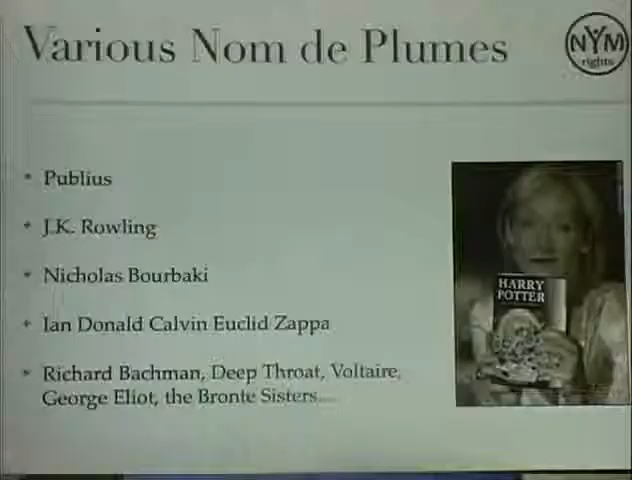 Various Nom de Plumes
NYM
rights
Publius
J.K. Rowling
Nicholas Bourbaki
Ian Donald Calvin Euclid Zappa
Richard Bachman, Deep Throat, Voltaire,
George Eliot, the Bronte Sisters....
HARRY
POTTER